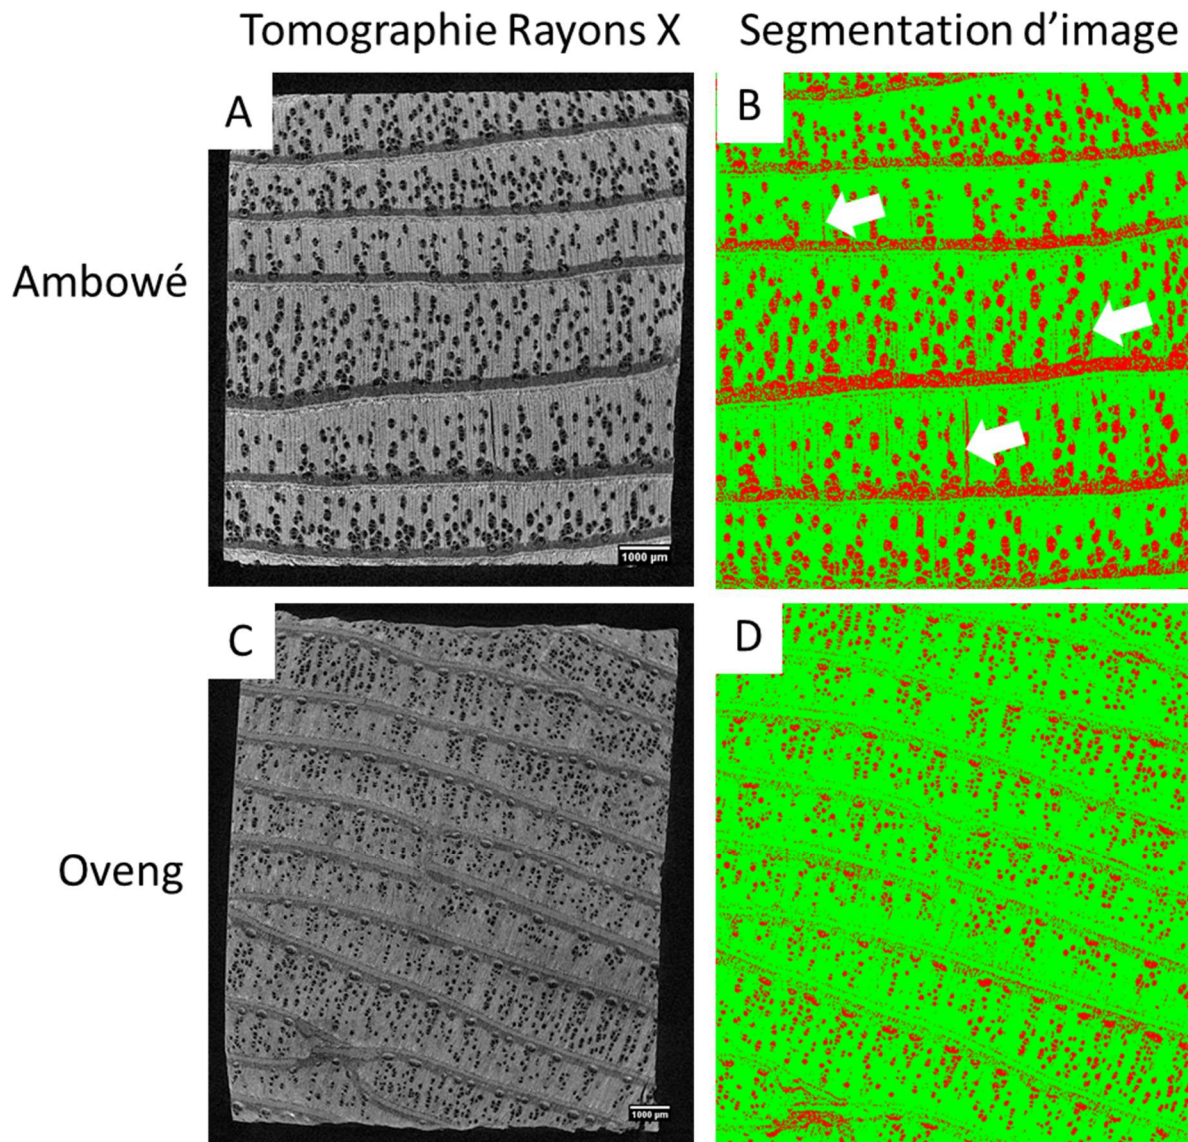 Tomographie Rayons X
Segmentation d’image
A
B
Ambowé
1000 µm
C
D
Oveng
1000 µm